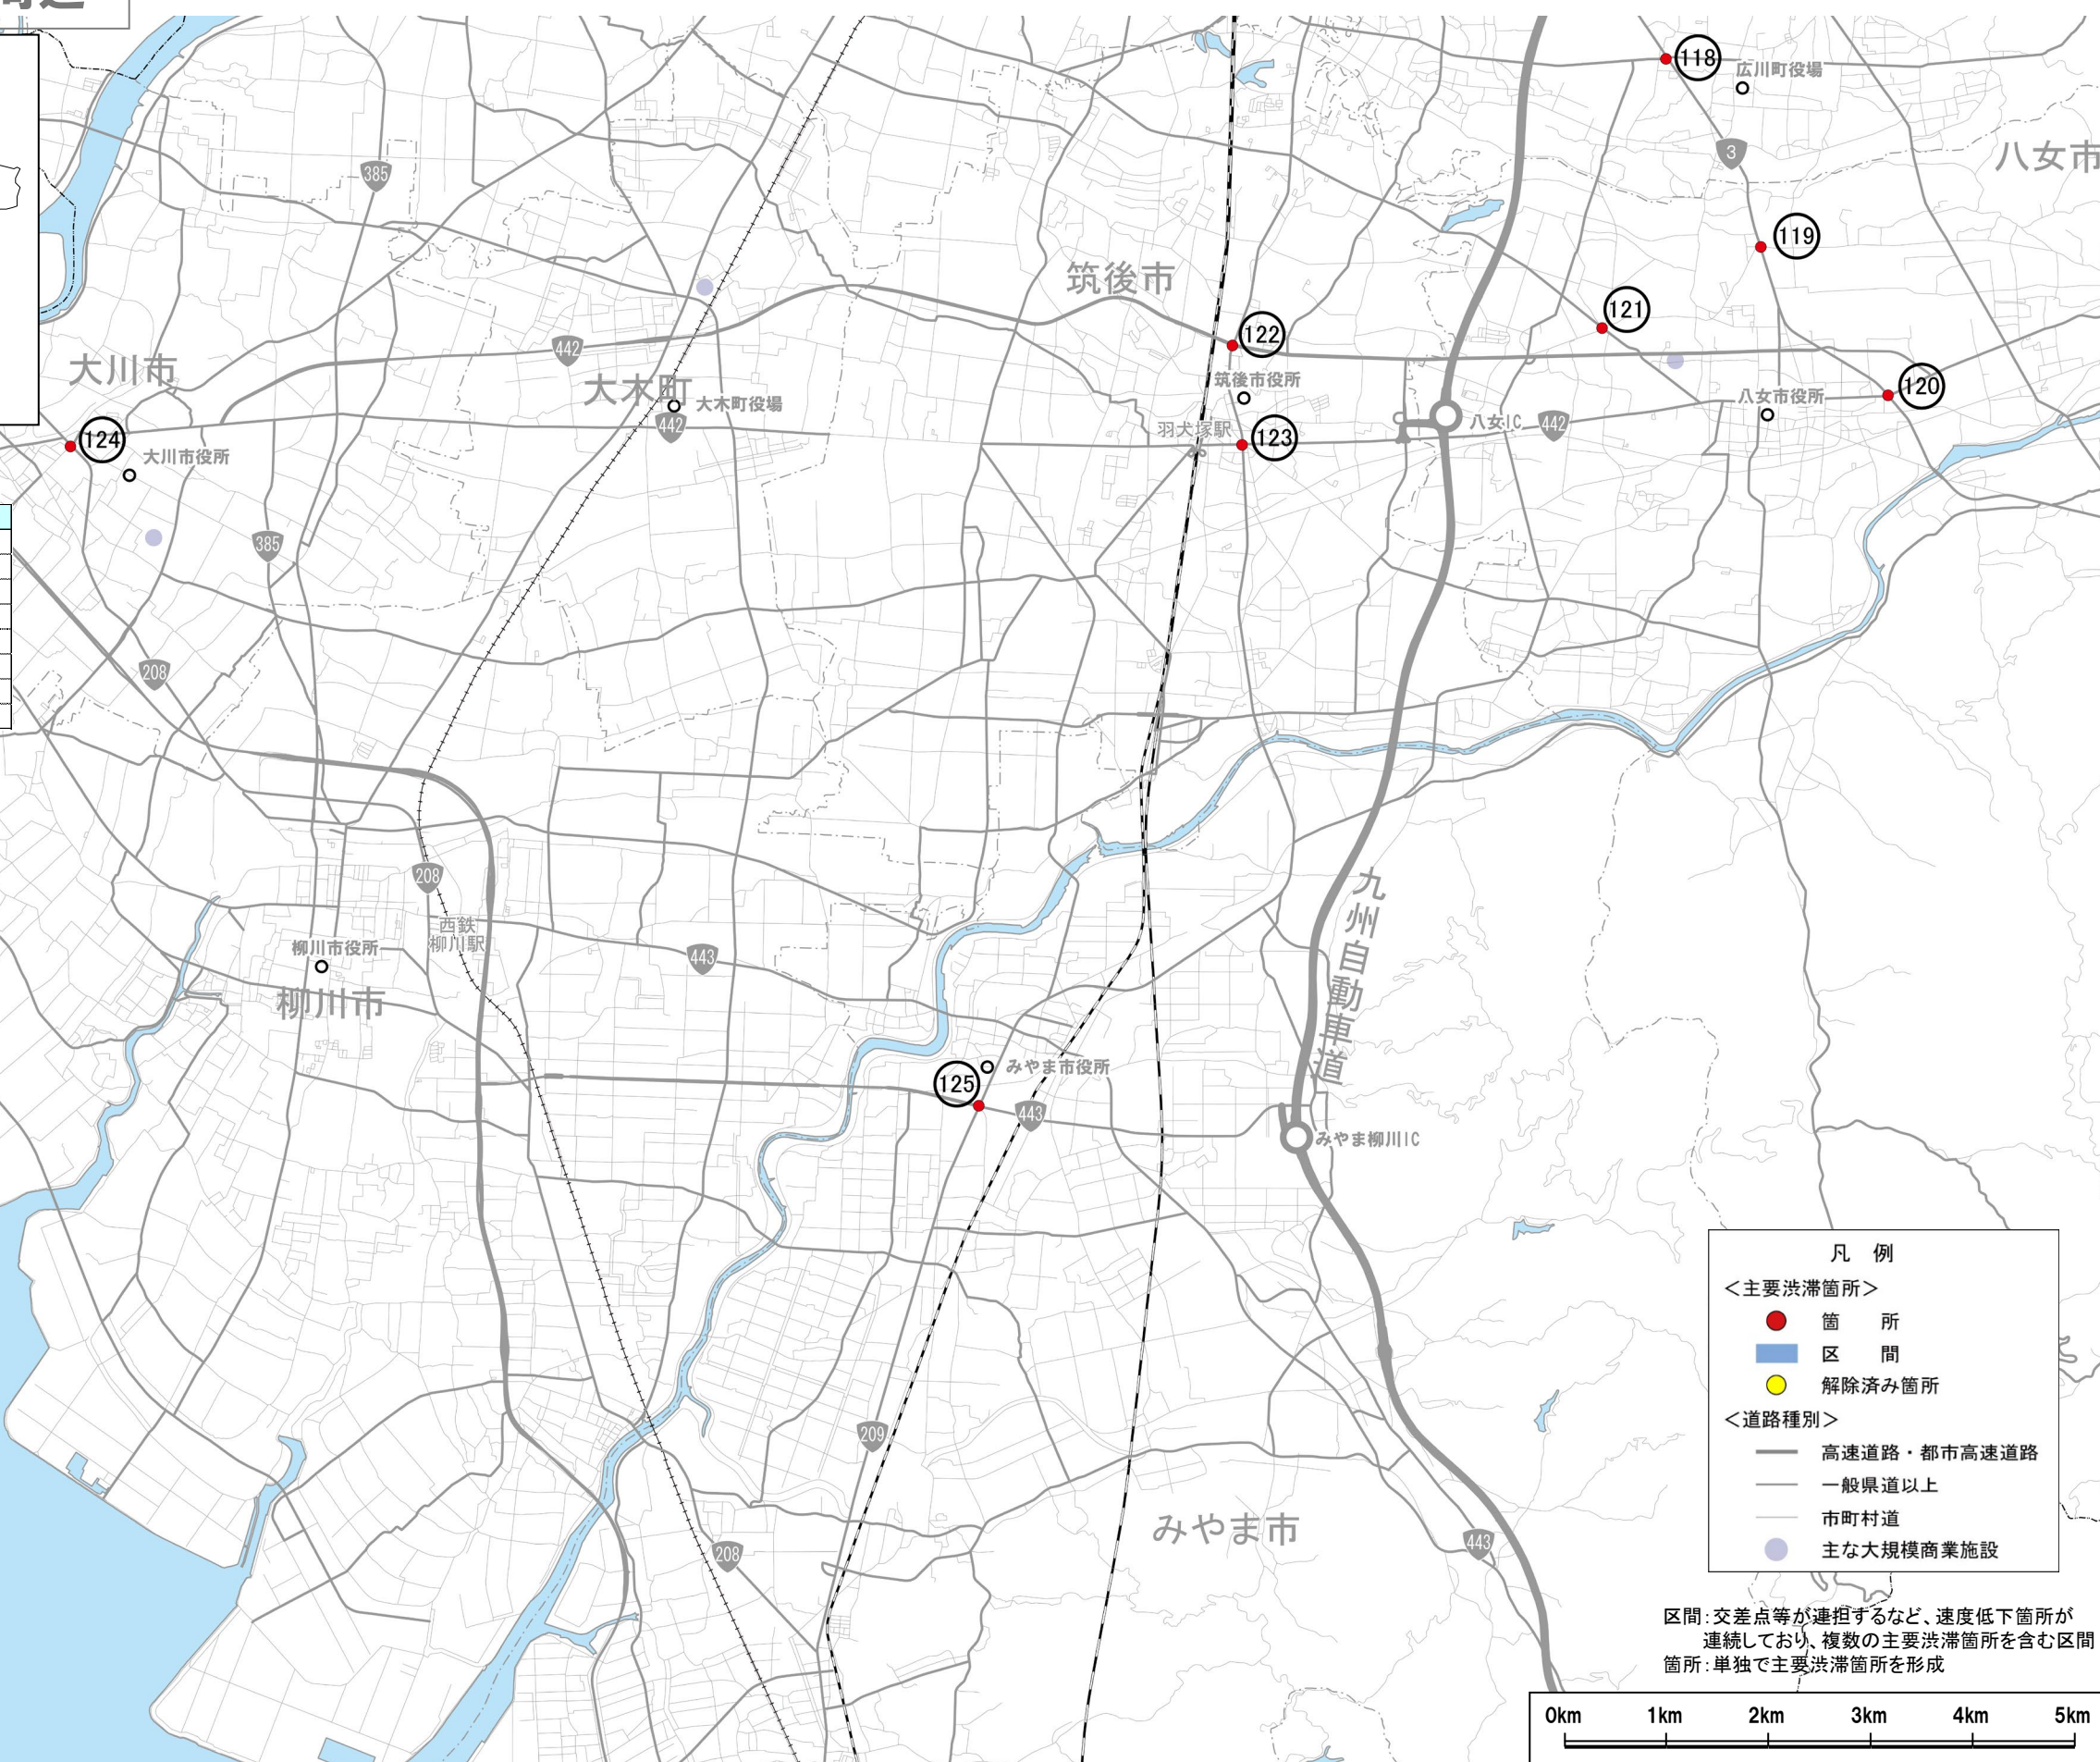 118
広川町役場
385
3
八女市
119
筑後市
121
122
442
大川市
筑後市役所
大木町
大木町役場
120
八女市役所
442
羽犬塚駅
123
八女IC
442
124
大川市役所
385
208
208
九州自動車道
西鉄
柳川駅
柳川市役所
443
柳川市
みやま市役所
125
443
みやま柳川IC
209
みやま市
208
443
凡 例
＜主要渋滞箇所＞
箇 所
区 間
解除済み箇所
＜道路種別＞
高速道路・都市高速道路
一般県道以上
市町村道
主な大規模商業施設
区間：交差点等が連担するなど、速度低下箇所が
連続しており、複数の主要渋滞箇所を含む区間
箇所：単独で主要渋滞箇所を形成
0km 1km 2km 3km 4km 5km